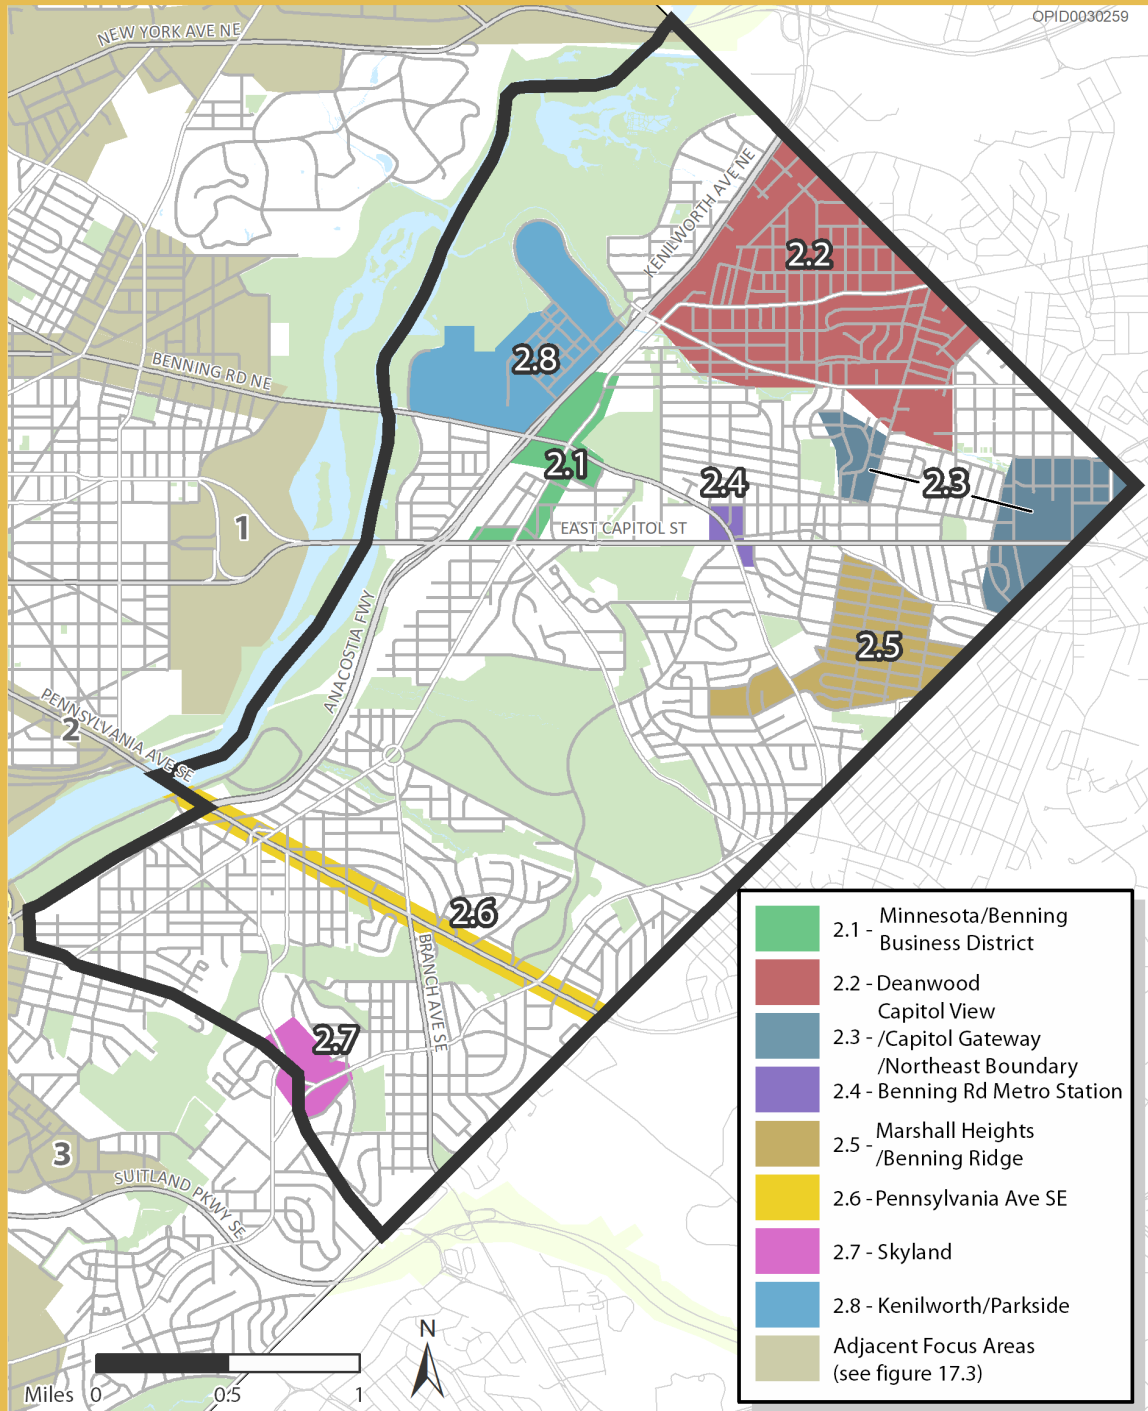 OPID0030259
NEW YORK AVE NE
KENILWORTH AVE NE
2.2
2.8
BENNING RD NE
2.1
2.4
2.3
1
EAST CAPITOL ST
ANACOSTIA FWY
2.5
PENNSYLVANIA AVE SE
2
2.6
BRANCH AVE SE
2.7
3
SUITLAND PKWY SE
2.1 - Minnesota/Benning
Business District
2.2 - Deanwood
Capitol View
2.3 - /Capitol Gateway
/Northeast Boundary
2.4 - Benning Rd Metro Station
2.5 - Marshall Heights
/Benning Ridge
2.6 - Pennsylvania Ave SE
2.7 - Skyland
2.8 - Kenilworth/Parkside
Adjacent Focus Areas
(see figure 17.3)
N
Miles 0 0.5 1